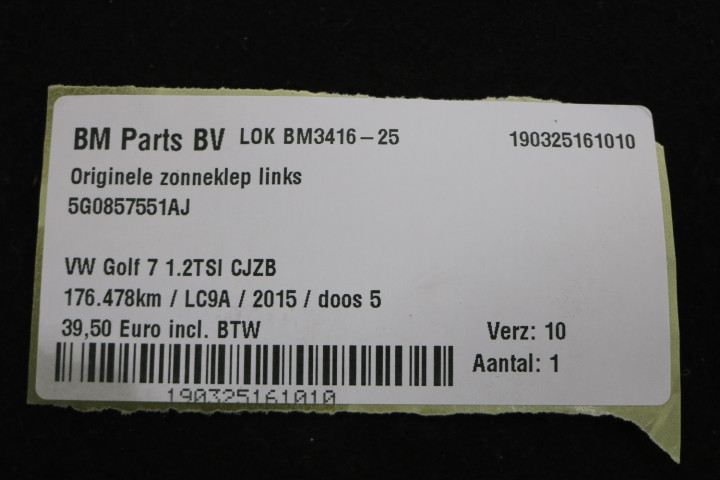 BM Parts BV LOK BM3416-25 190325161010
Originele zonneklep links
5G0857551AJ
VW Golf 7 1.2TSI CJZB
176.478km / LC9A / 2015 / doos 5
39,50 Euro incl. BTW Verz: 10
Aantal: 1
190325161010